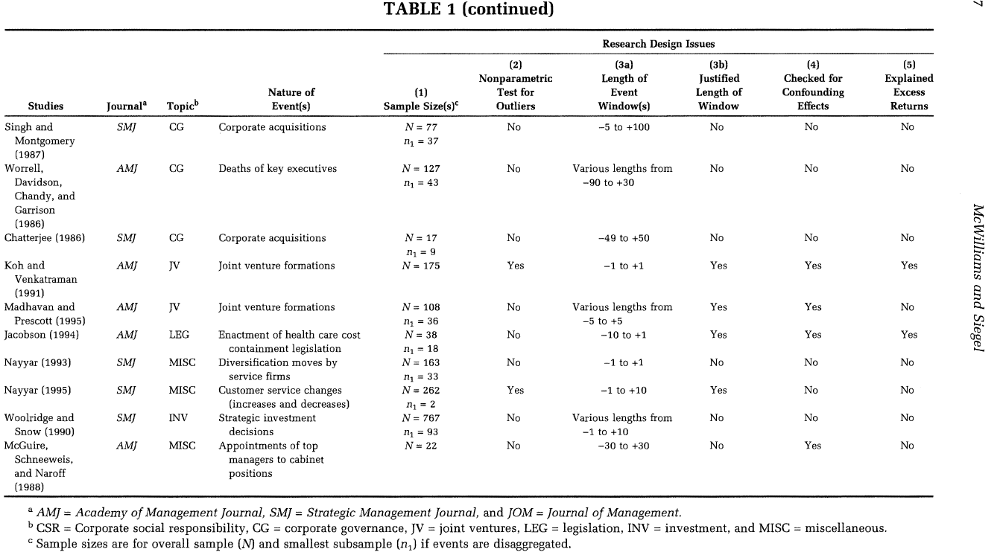 TABLE 1 (continued)
7
Research Design Issues
(2) (3a) (3b) (4) (5)
Nonparametric Length of Justified Checked for Explained
Nature of (1) Test for Event Length of Confounding Excess
Studies Journalᵃ Topicᵇ Event(s) Sample Size(s)ᶜ Outliers Window(s) Window Effects Returns
Singh and SMJ CG Corporate acquisitions N = 77 No −5 to +100 No No No
Montgomery n₁ = 37
(1987)
Worrell, AMJ CG Deaths of key executives N = 127 No Various lengths from No No No
Davidson, n₁ = 43 −90 to +30
Chandy, and
Garrison
(1986)
Chatterjee (1986) SMJ CG Corporate acquisitions N = 17 No −49 to +50 No No No
n₁ = 9
Koh and AMJ JV Joint venture formations N = 175 Yes −1 to +1 Yes Yes Yes
Venkatraman
(1991)
Madhavan and AMJ JV Joint venture formations N = 108 No Various lengths from Yes Yes No
Prescott (1995) n₁ = 36 −5 to +5
Jacobson (1994) AMJ LEG Enactment of health care cost N = 38 No −10 to +1 Yes Yes Yes
containment legislation n₁ = 18
Nayyar (1993) SMJ MISC Diversification moves by N = 163 No −1 to +1 No No No
service firms n₁ = 33
Nayyar (1995) SMJ MISC Customer service changes N = 262 Yes −1 to +10 Yes No No
(increases and decreases) n₁ = 2
Woolridge and SMJ INV Strategic investment N = 767 No Various lengths from No No No
Snow (1990) decisions n₁ = 93 −1 to +10
McGuire, AMJ MISC Appointments of top N = 22 No −30 to +30 No Yes No
Schneeweis, managers to cabinet
and Naroff positions
(1988)
ᵃ AMJ = Academy of Management Journal, SMJ = Strategic Management Journal, and JOM = Journal of Management.
ᵇ CSR = Corporate social responsibility, CG = corporate governance, JV = joint ventures, LEG = legislation, INV = investment, and MISC = miscellaneous.
ᶜ Sample sizes are for overall sample (N) and smallest subsample (n₁) if events are disaggregated.
McWilliams and Siegel